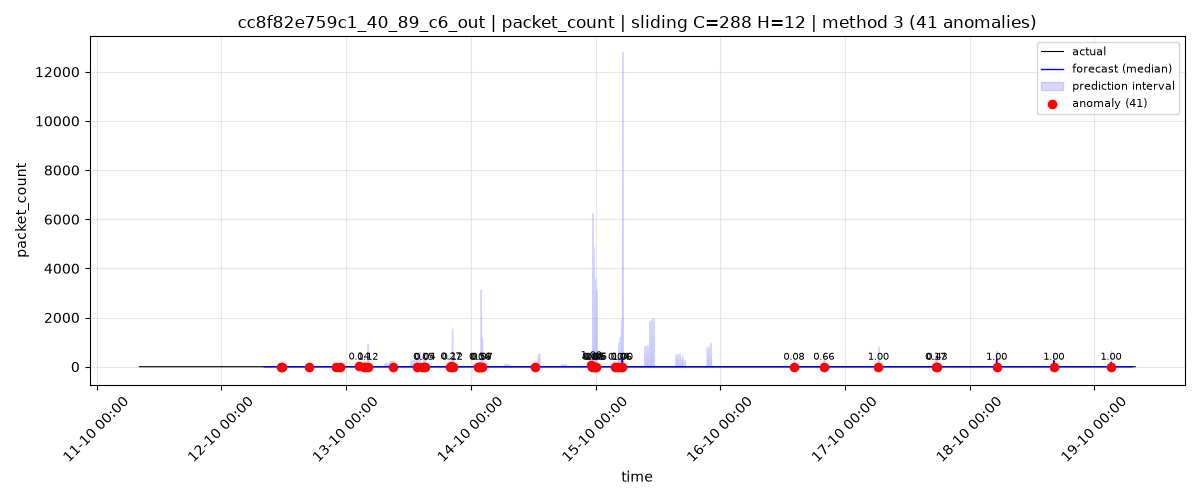 cc8f82e759c1_40_89_c6_out | packet_count | sliding C=288 H=12 | method 3 (41 anomalies)
actual
forecast (median)
prediction interval
anomaly (41)
packet_count
12000
10000
8000
6000
4000
2000
0
0.08 0.66 1.00 1.00 1.00 1.00
11-10 00:00
12-10 00:00
13-10 00:00
14-10 00:00
15-10 00:00
16-10 00:00
17-10 00:00
18-10 00:00
19-10 00:00
time